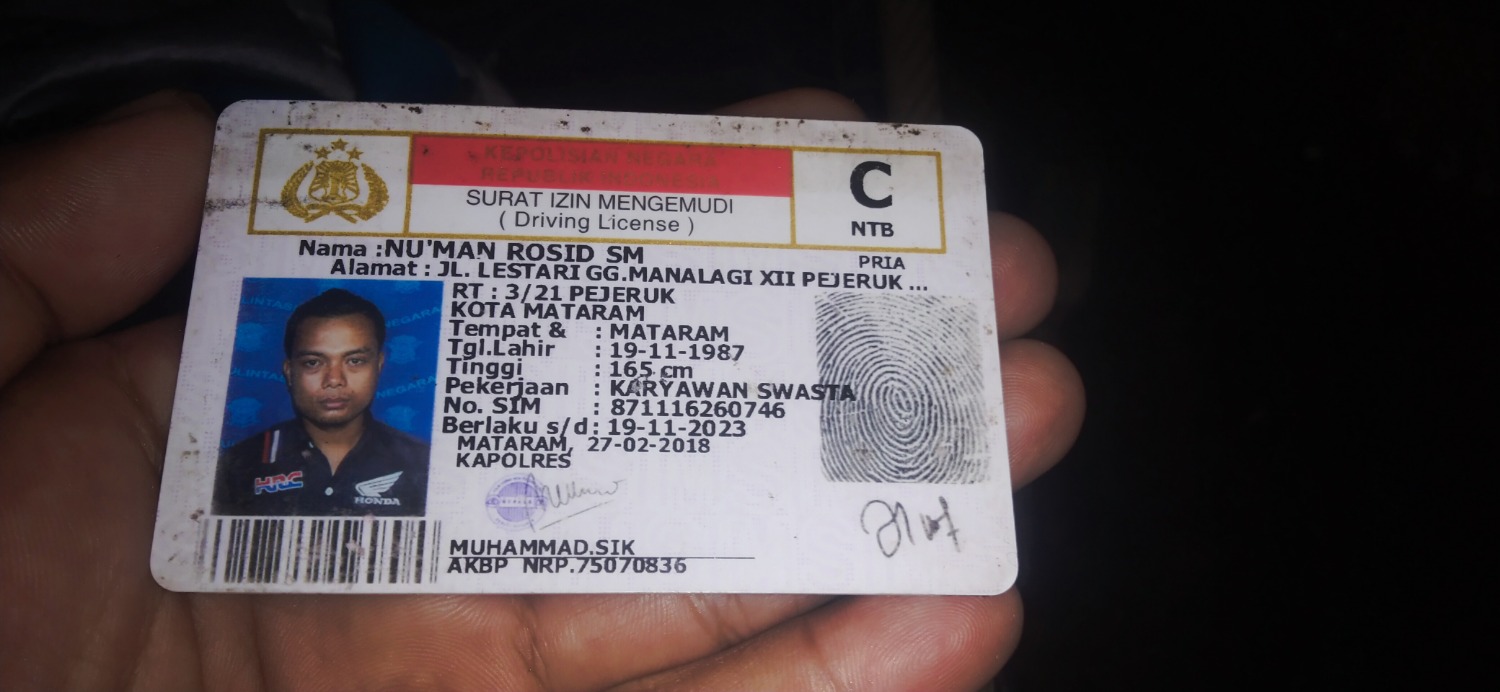 KEPOLISIAN NEGARA
REPUBLIK INDONESIA
SURAT IZIN MENGEMUDI
( Driving License )
C
NTB
Nama :NU'MAN ROSID SM
PRIA
Alamat : JL. LESTARI GG.MANALAGI XII PEJERUK ...
RT : 3/21 PEJERUK
KOTA MATARAM
Tempat & : MATARAM
Tgl.Lahir : 19-11-1987
Tinggi : 165 cm
Pekerjaan : KARYAWAN SWASTA
No. SIM : 871116260746
Berlaku s/d : 19-11-2023
MATARAM, 27-02-2018
KAPOLRES
HRC
HONDA
MUHAMMAD.SIK
AKBP NRP.75070836